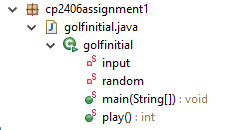 cp2406assignment1
golfinitial.java
golfinitial
input
random
main(String[]) : void
play() : int